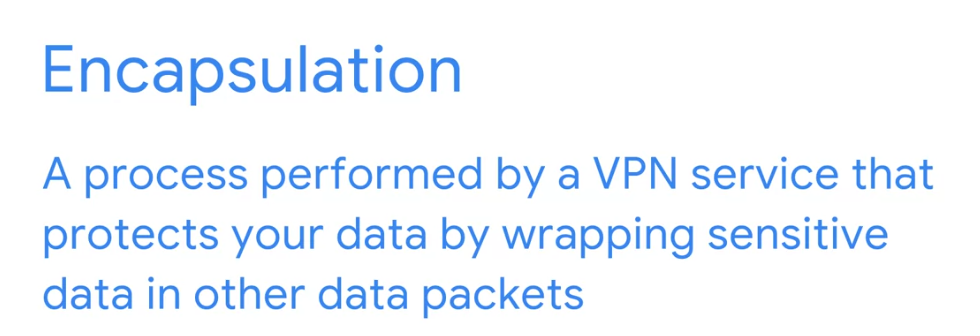 Encapsulation
A process performed by a VPN service that
protects your data by wrapping sensitive
data in other data packets